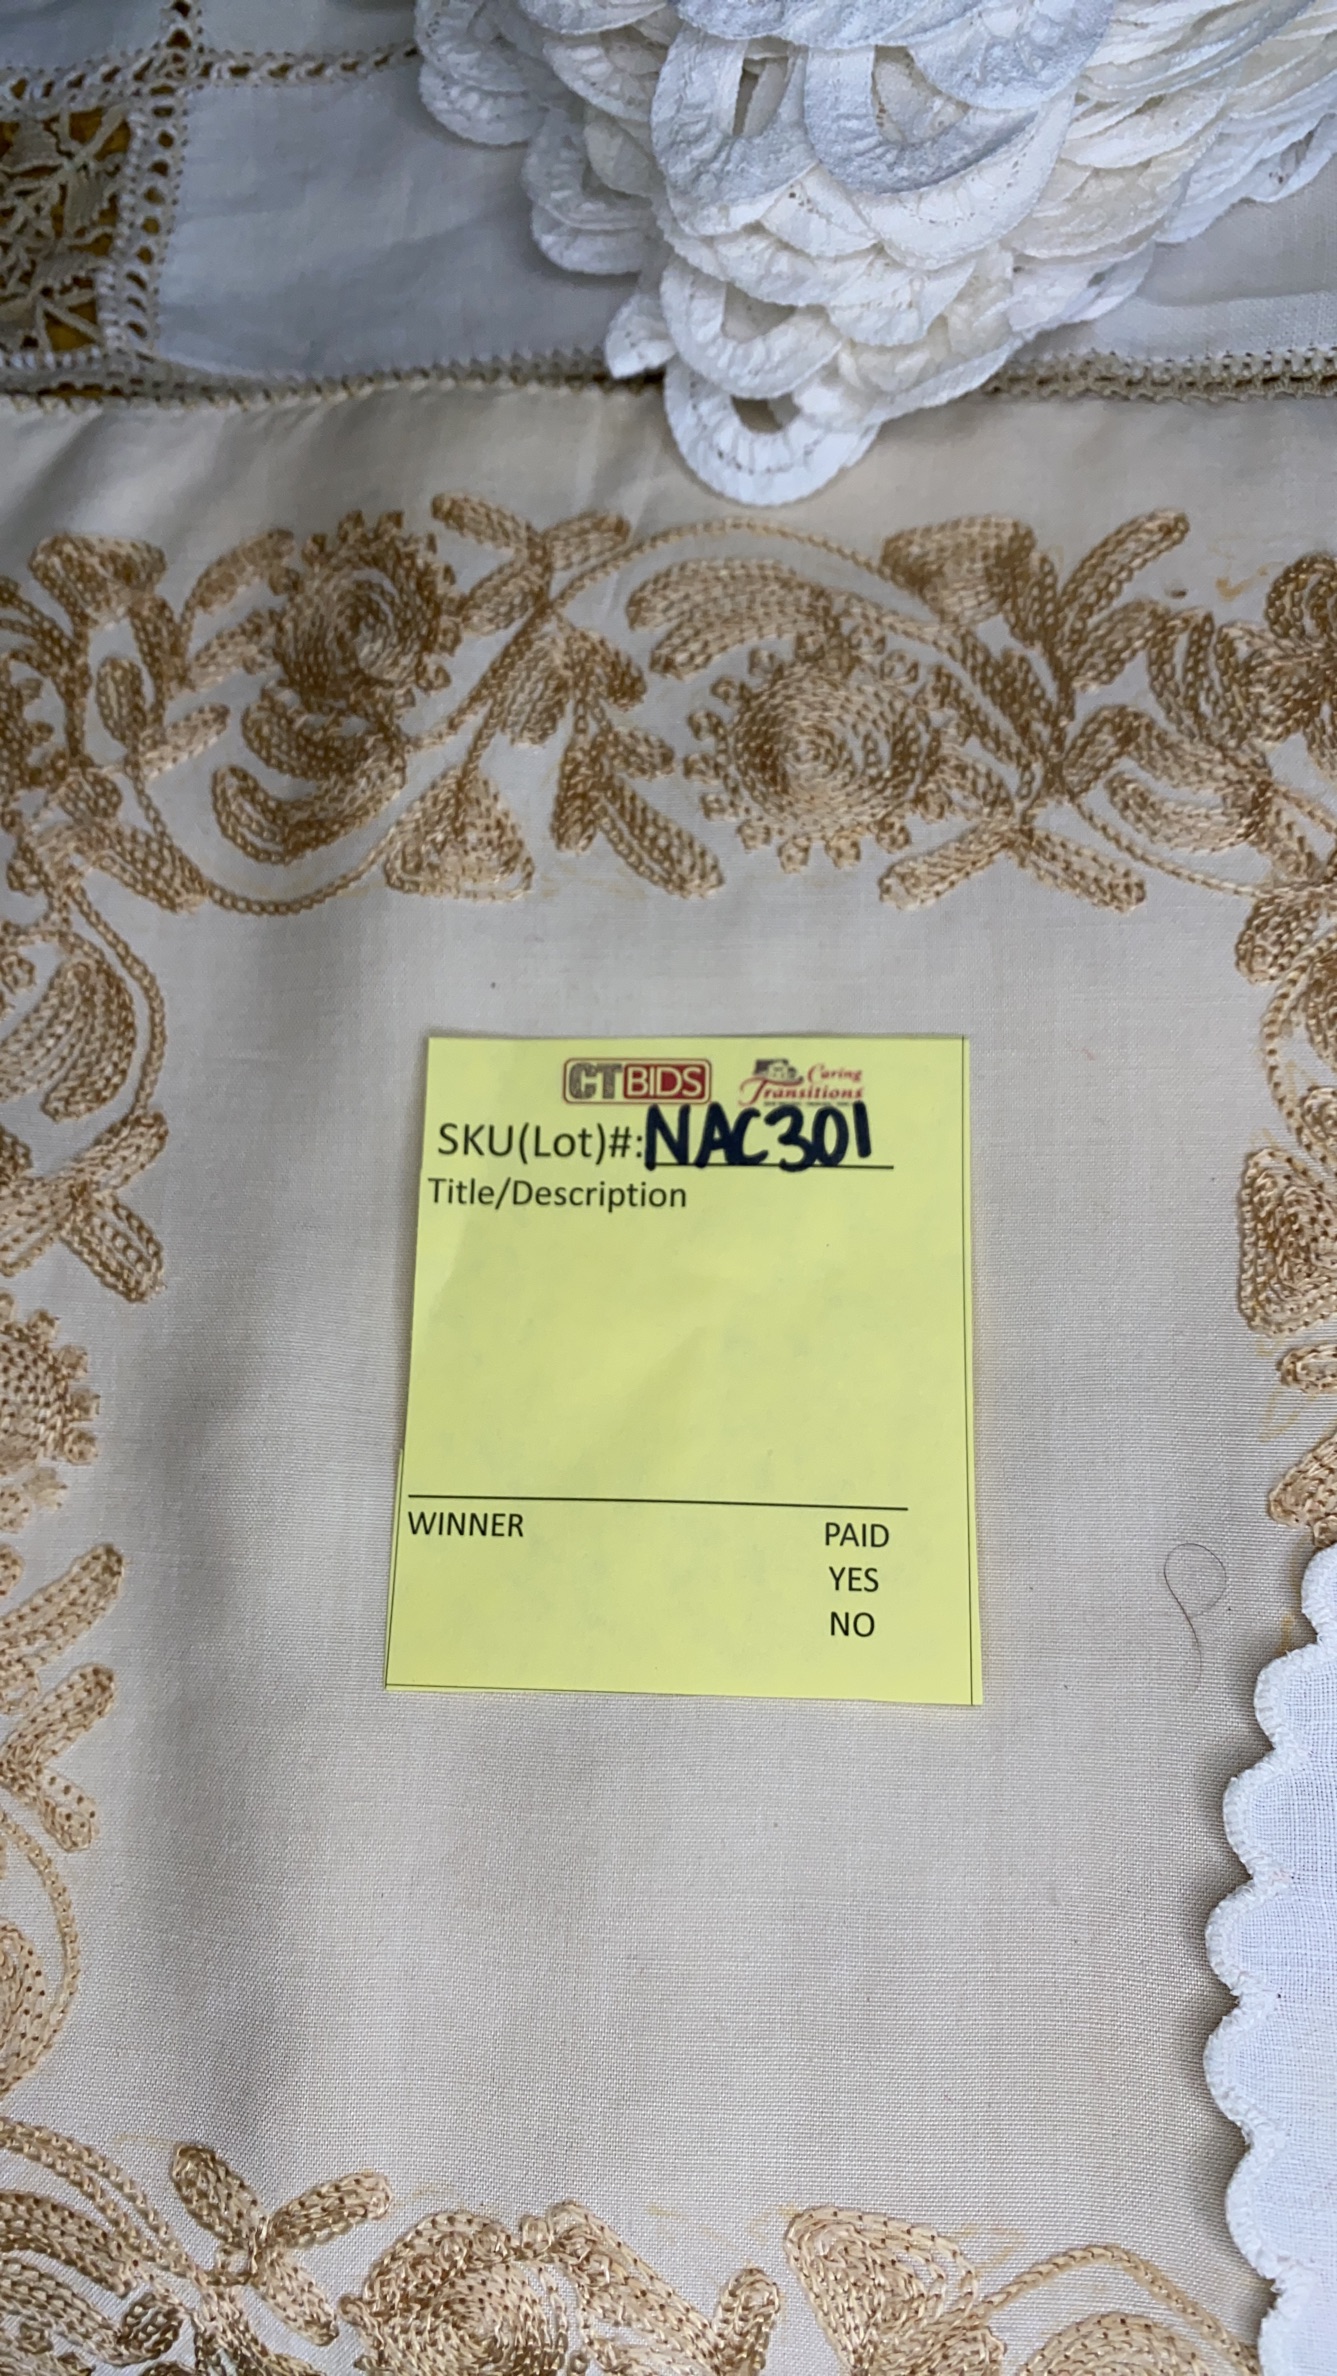 CTBIDS Caring Transitions
SKU(Lot)#: NAC301
Title/Description
WINNER PAID
YES
NO